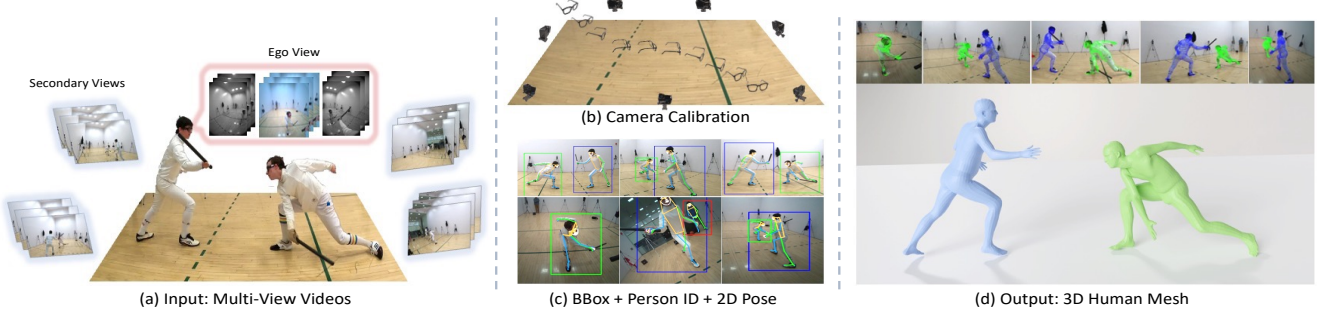 Ego View
Secondary Views
(a) Input: Multi-View Videos
(b) Camera Calibration
(c) BBox + Person ID + 2D Pose
(d) Output: 3D Human Mesh